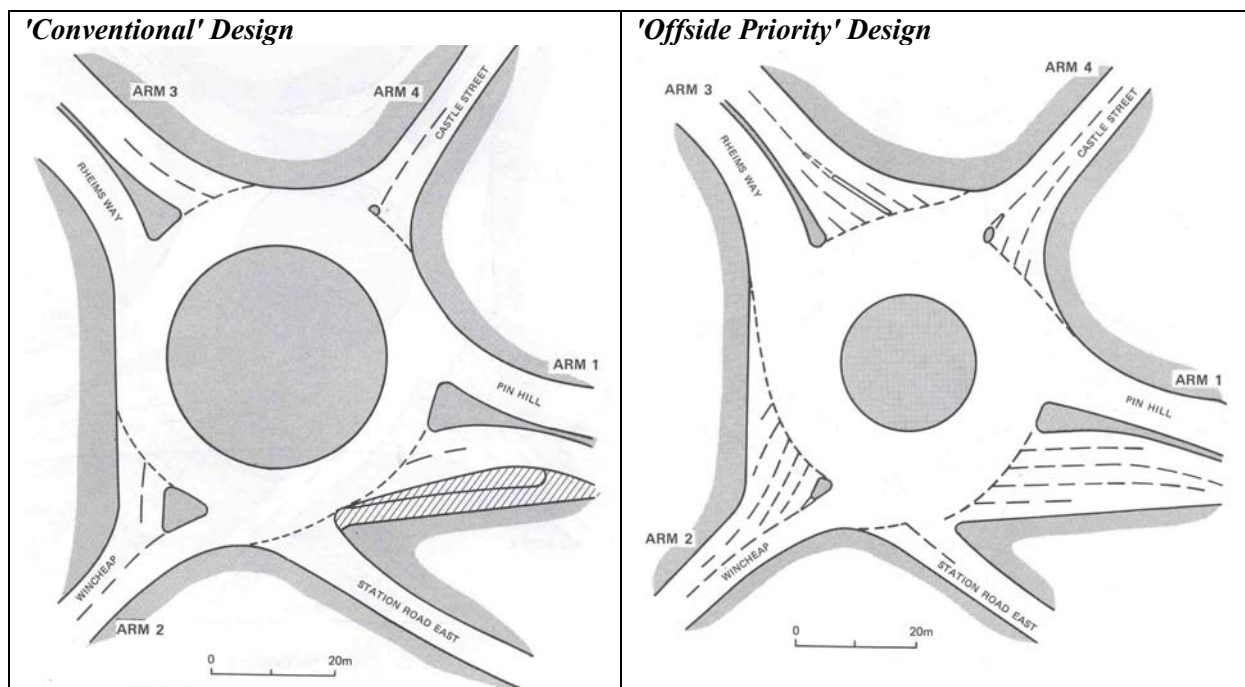 'Conventional' Design
ARM 3
ARM 4
CASTLE STREET
RHEIMS WAY
ARM 1
PIN HILL
WINCHEAP
ARM 2
STATION ROAD EAST
0 20m
'Offside Priority' Design
ARM 4
ARM 3
CASTLE STREET
RHEIMS WAY
ARM 1
PIN HILL
ARM 2
WINCHEAP
STATION ROAD EAST
0 20m